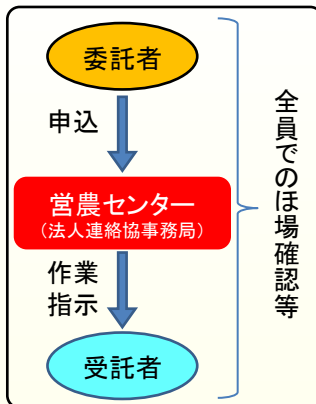 委託者
申込
営農センター
（法人連絡協事務局）
作業
指示
受託者
全員でのほ場確認等